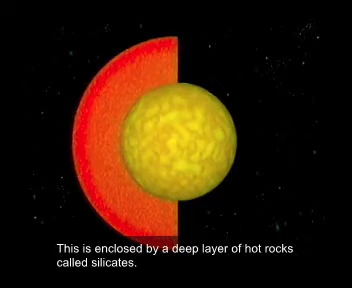 This is enclosed by a deep layer of hot rocks
called silicates.